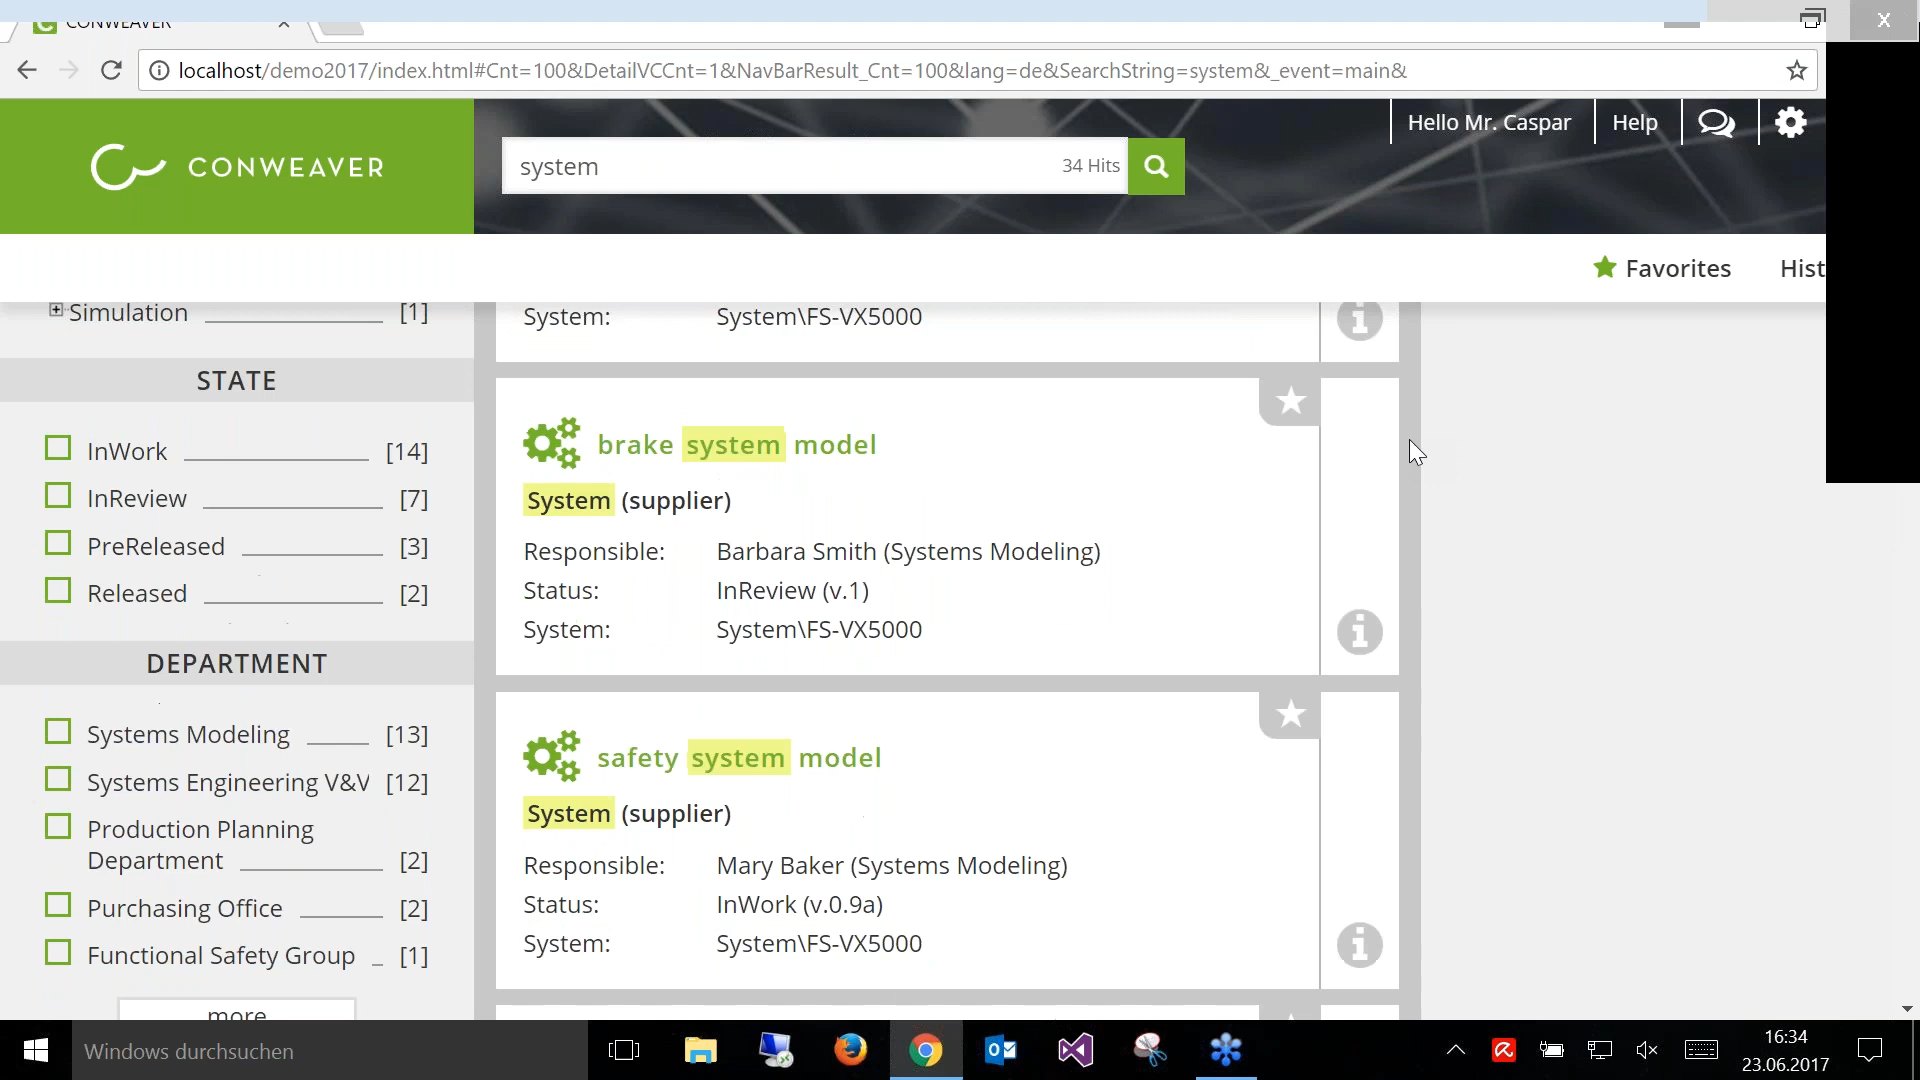 CONWEAVER
localhost/demo2017/index.html#Cnt=100&DetailVCCnt=1&NavBarResult_Cnt=100&lang=de&SearchString=system&_event=main&
CONWEAVER
system
34 Hits
Hello Mr. Caspar
Help
Favorites
Hist
Simulation [1]
STATE
InWork [14]
InReview [7]
PreReleased [3]
Released [2]
DEPARTMENT
Systems Modeling [13]
Systems Engineering V&V [12]
Production Planning
Department [2]
Purchasing Office [2]
Functional Safety Group [1]
more
System: System\FS-VX5000
brake system model
System (supplier)
Responsible: Barbara Smith (Systems Modeling)
Status: InReview (v.1)
System: System\FS-VX5000
safety system model
System (supplier)
Responsible: Mary Baker (Systems Modeling)
Status: InWork (v.0.9a)
System: System\FS-VX5000
Windows durchsuchen
16:34
23.06.2017